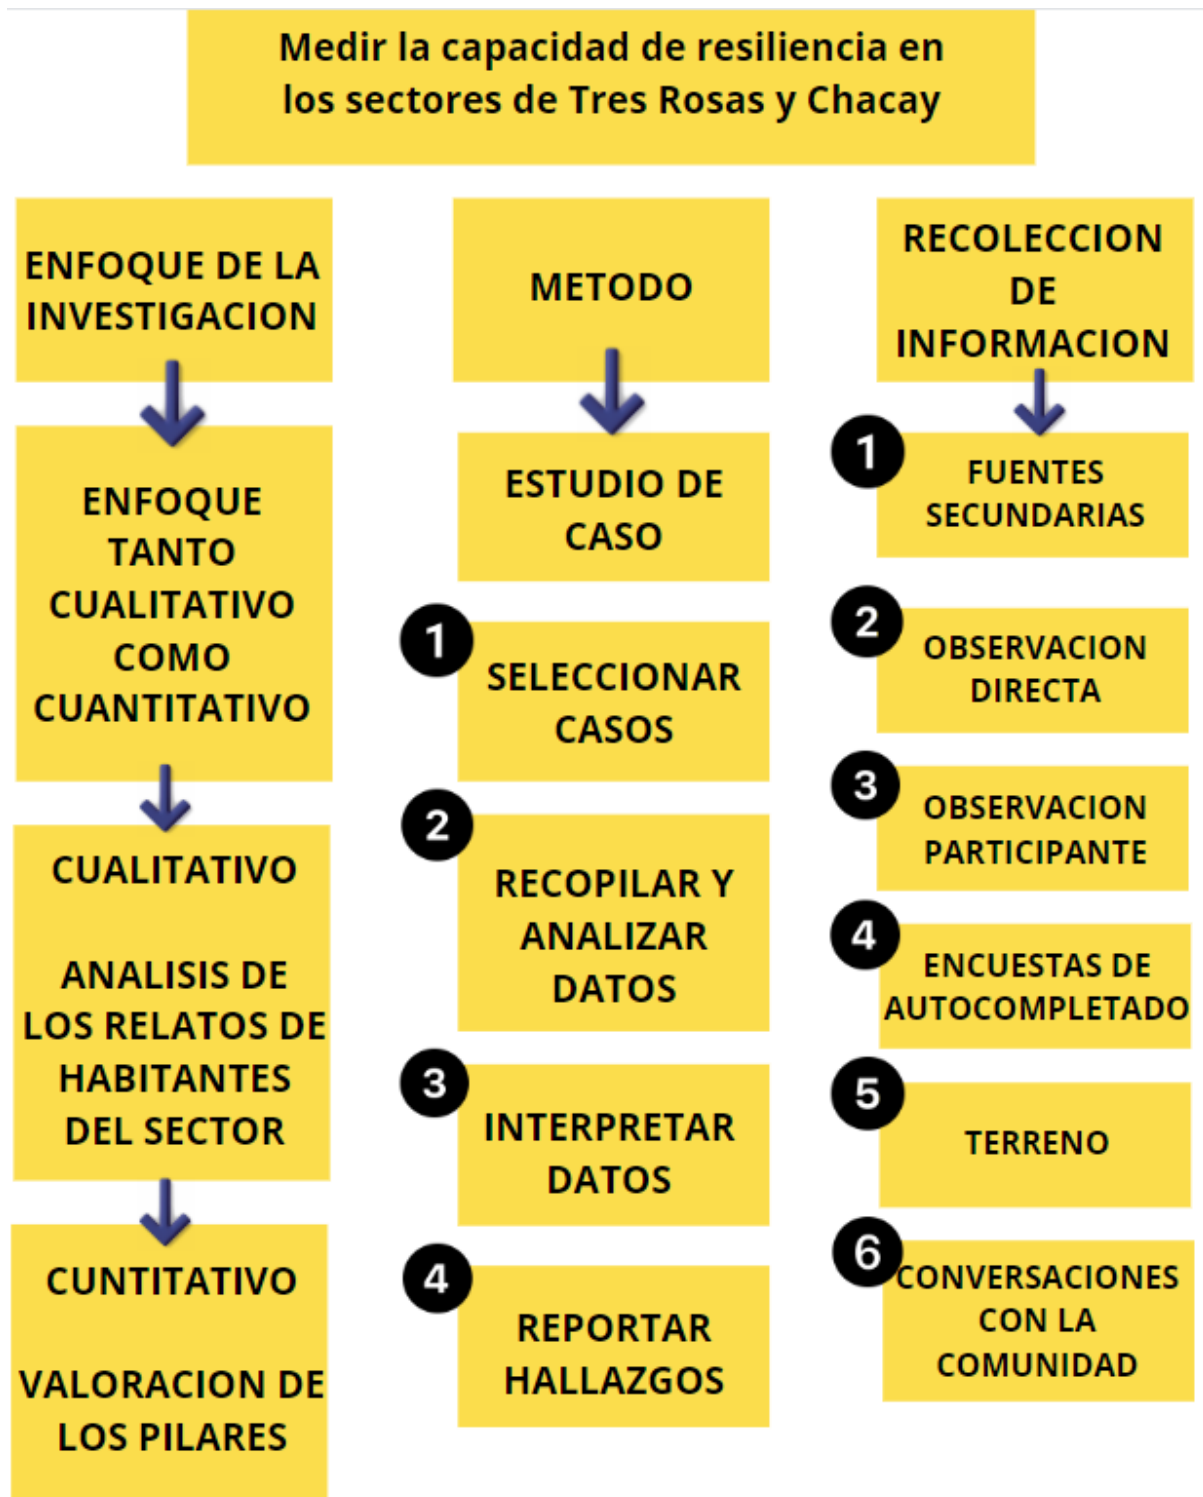 Medir la capacidad de resiliencia en
los sectores de Tres Rosas y Chacay
ENFOQUE DE LA
INVESTIGACION
ENFOQUE
TANTO
CUALITATIVO
COMO
CUANTITATIVO
CUALITATIVO
ANALISIS DE
LOS RELATOS DE
HABITANTES
DEL SECTOR
CUNTITATIVO
VALORACION DE
LOS PILARES
METODO
ESTUDIO DE
CASO
1
SELECCIONAR
CASOS
2
RECOPILAR Y
ANALIZAR
DATOS
3
INTERPRETAR
DATOS
4
REPORTAR
HALLAZGOS
RECOLECCION
DE
INFORMACION
1
FUENTES
SECUNDARIAS
2
OBSERVACION
DIRECTA
3
OBSERVACION
PARTICIPANTE
4
ENCUESTAS DE
AUTOCOMPLETADO
5
TERRENO
6
CONVERSACIONES
CON LA
COMUNIDAD